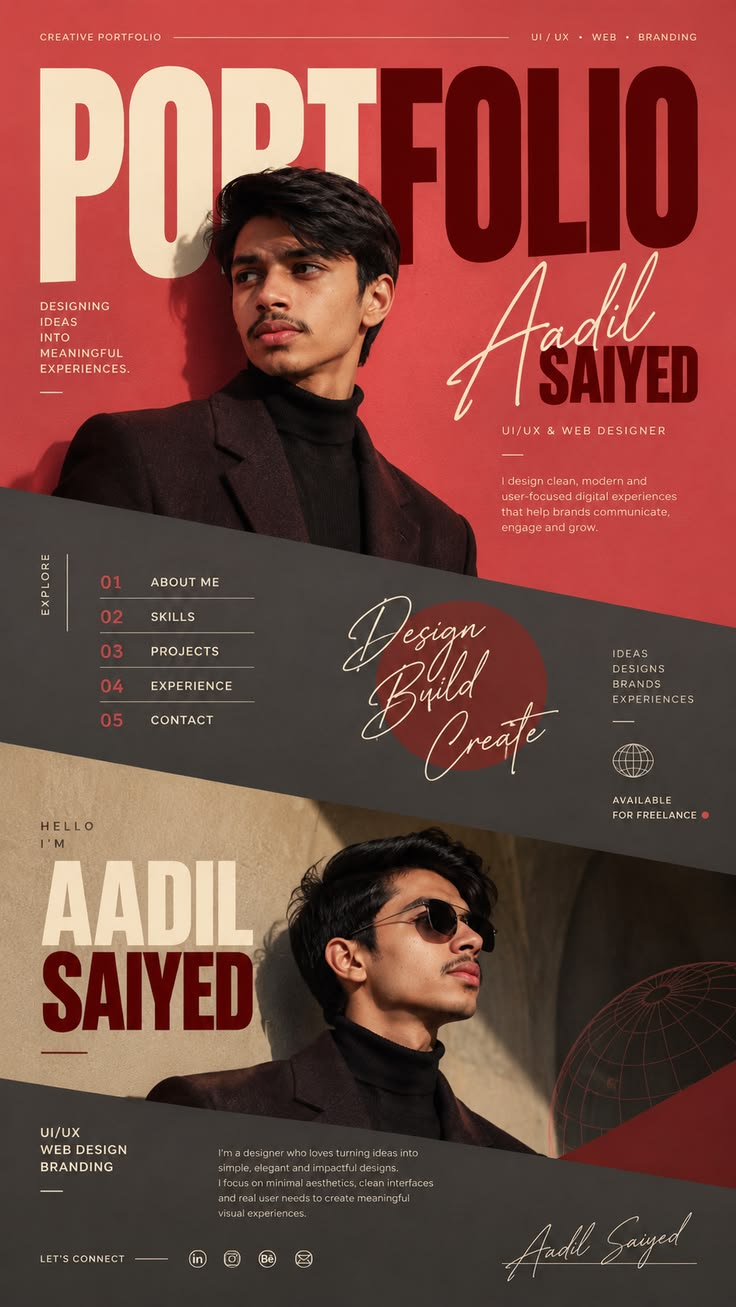 CREATIVE PORTFOLIO
UI / UX • WEB • BRANDING
PORTFOLIO
DESIGNING
IDEAS
INTO
MEANINGFUL
EXPERIENCES.
Aadil
SAIYED
UI/UX & WEB DESIGNER
I design clean, modern and
user-focused digital experiences
that help brands communicate,
engage and grow.
EXPLORE
01 ABOUT ME
02 SKILLS
03 PROJECTS
04 EXPERIENCE
05 CONTACT
Design
Build
Create
IDEAS
DESIGNS
BRANDS
EXPERIENCES
AVAILABLE
FOR FREELANCE
HELLO
I'M
AADIL
SAIYED
UI/UX
WEB DESIGN
BRANDING
I'm a designer who loves turning ideas into
simple, elegant and impactful designs.
I focus on minimal aesthetics, clean interfaces
and real user needs to create meaningful
visual experiences.
LET'S CONNECT
in
Bē
Aadil Saiyed